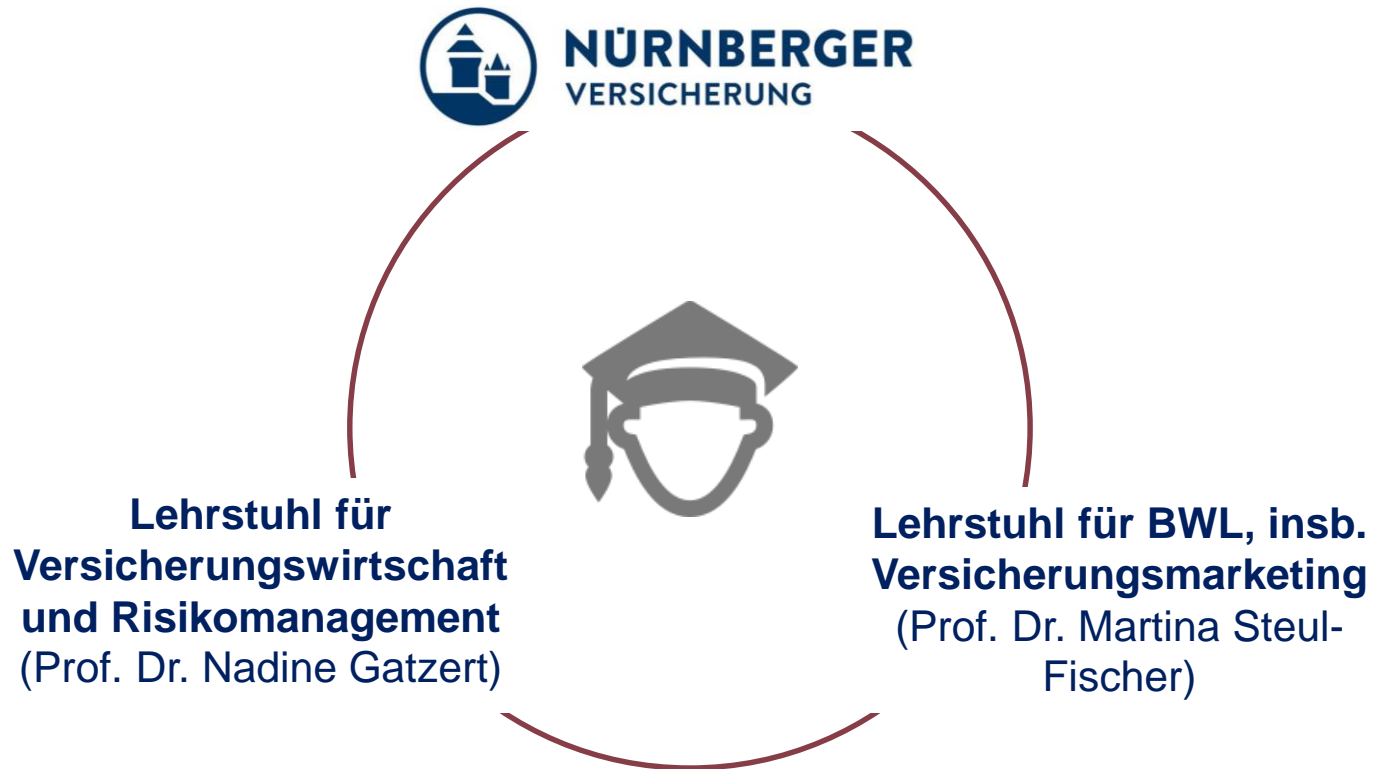 NÜRNBERGER
VERSICHERUNG
Lehrstuhl für
Versicherungswirtschaft
und Risikomanagement
(Prof. Dr. Nadine Gatzert)
Lehrstuhl für BWL, insb.
Versicherungsmarketing
(Prof. Dr. Martina Steul-
Fischer)